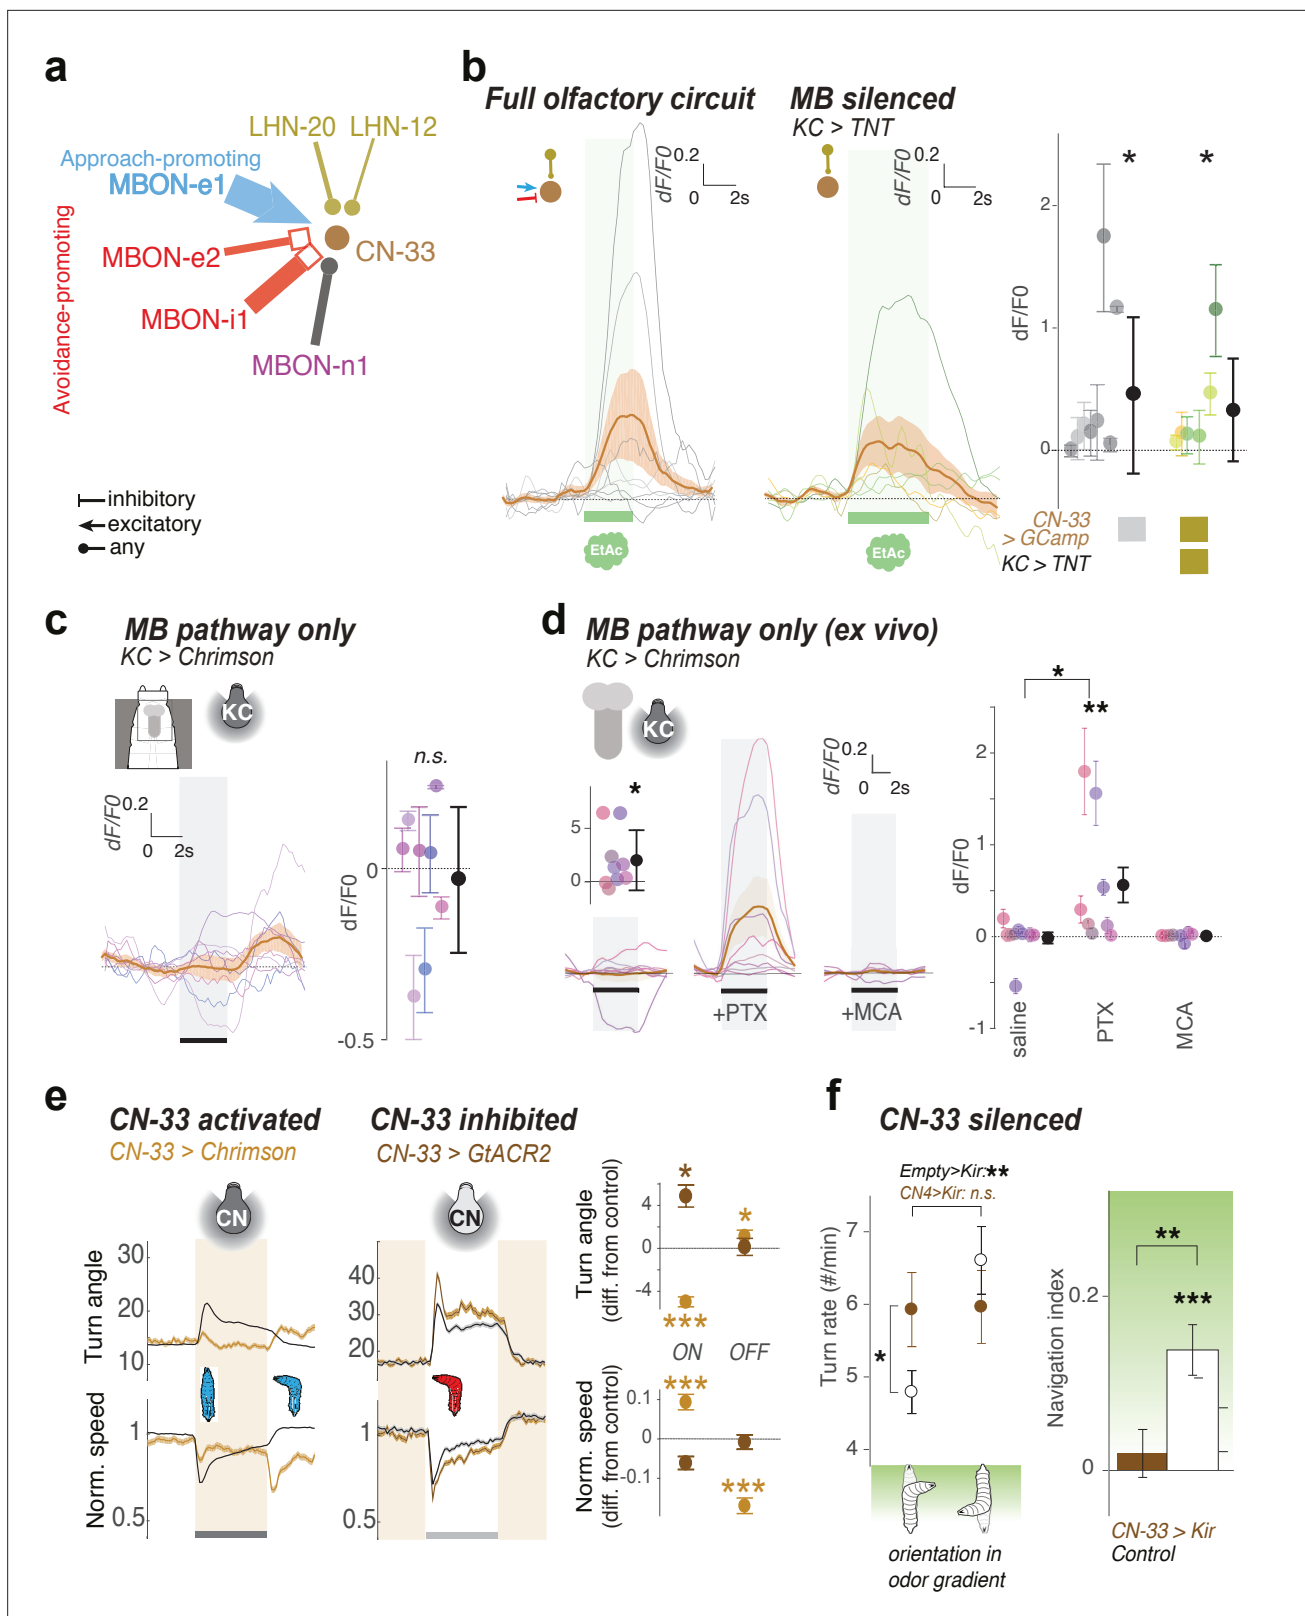 a
LHN-20
LHN-12
Approach-promoting
MBON-e1
CN-33
MBON-e2
MBON-i1
MBON-n1
Avoidance-promoting
inhibitory
excitatory
any
b
Full olfactory circuit
MB silenced
KC > TNT
dF/F0
0.2
0
2s
dF/F0
0.2
0
2s
EtAc
EtAc
*
*
dF/F0
2
1
0
CN-33
> GCamp
KC > TNT
c
MB pathway only
KC > Chrimson
KC
dF/F0
0.2
0
2s
n.s.
dF/F0
0
-0.5
d
MB pathway only (ex vivo)
KC > Chrimson
KC
*
5
0
dF/F0
0.2
0
2s
+PTX
+MCA
*
**
dF/F0
2
1
0
-1
saline
PTX
MCA
e
CN-33 activated
CN-33 > Chrimson
CN
Turn angle
30
20
10
Norm. speed
1
0.5
CN-33 inhibited
CN-33 > GtACR2
CN
40
30
20
1
0.5
Turn angle
(diff. from control)
4
0
-4
*
*
***
ON
OFF
Norm. speed
(diff. from control)
0.1
0
-0.1
***
***
f
CN-33 silenced
Empty>Kir:**
CN4>Kir: n.s.
Turn rate (#/min)
7
6
5
4
*
orientation in
odor gradient
Navigation index
0.2
0
**
***
CN-33 > Kir
Control